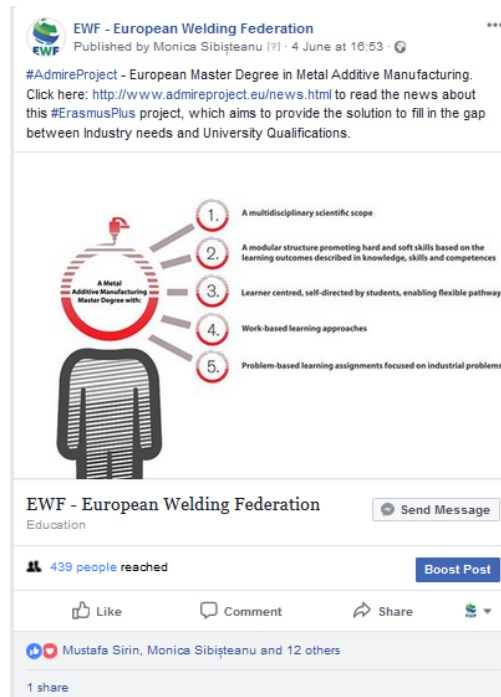 EWF - European Welding Federation
Published by Monica Sibișteanu [?] · 4 June at 16:53 ·
#AdmireProject - European Master Degree in Metal Additive Manufacturing.
Click here: http://www.admireproject.eu/news.html to read the news about
this #ErasmusPlus project, which aims to provide the solution to fill in the gap
between Industry needs and University Qualifications.
A Metal
Additive Manufacturing
Master Degree with:
1. A multidisciplinary scientific scope
2. A modular structure promoting hard and soft skills based on the
learning outcomes described in knowledge, skills and competences
3. Learner centred, self-directed by students, enabling flexible pathway
4. Work-based learning approaches
5. Problem-based learning assignments focused on industrial problems
EWF - European Welding Federation
Education
Send Message
439 people reached
Boost Post
Like
Comment
Share
Mustafa Sirin, Monica Sibișteanu and 12 others
1 share
EWF